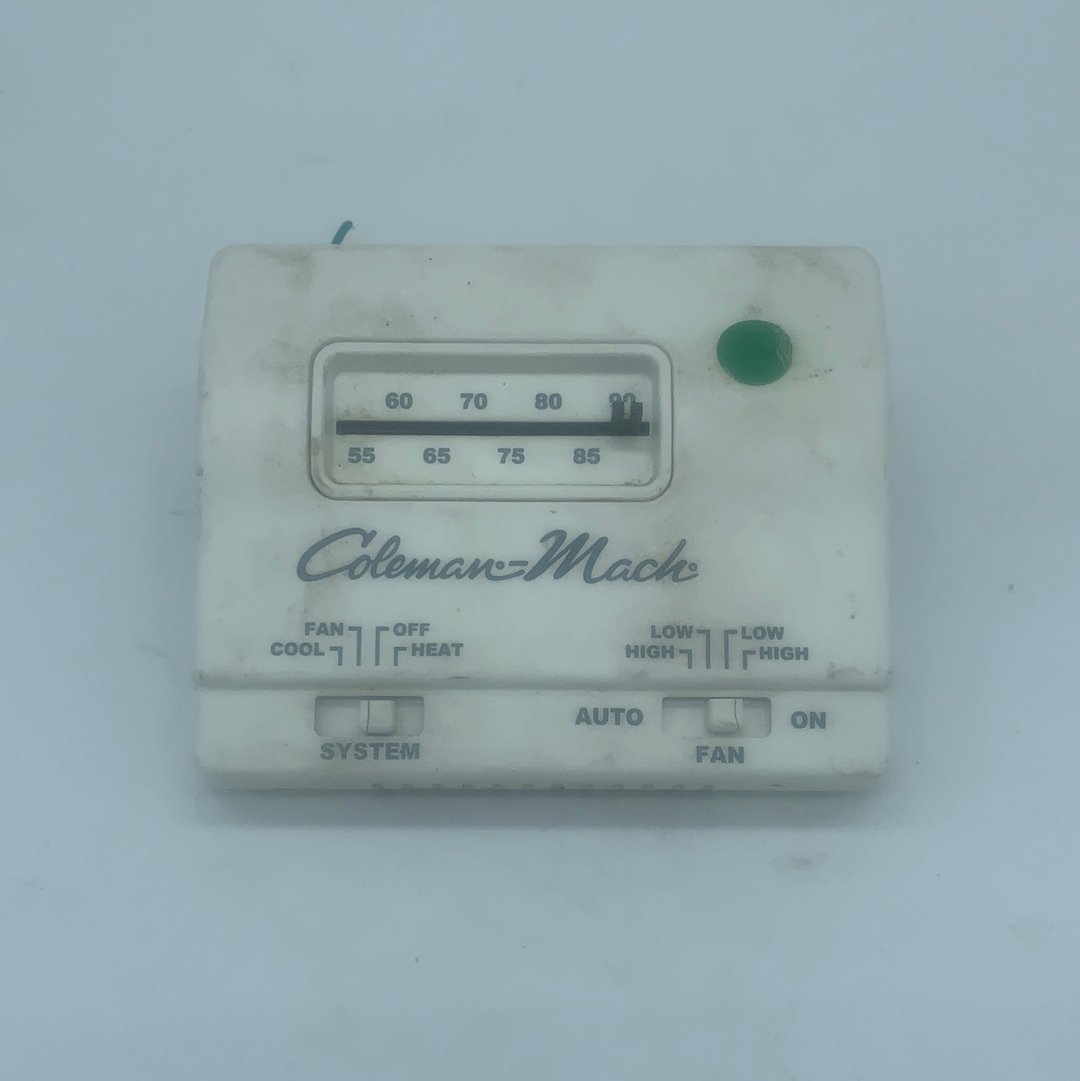 60 70 80 90
55 65 75 85
Coleman-Mach
FAN OFF LOW LOW
COOL HEAT HIGH HIGH
AUTO ON
SYSTEM FAN